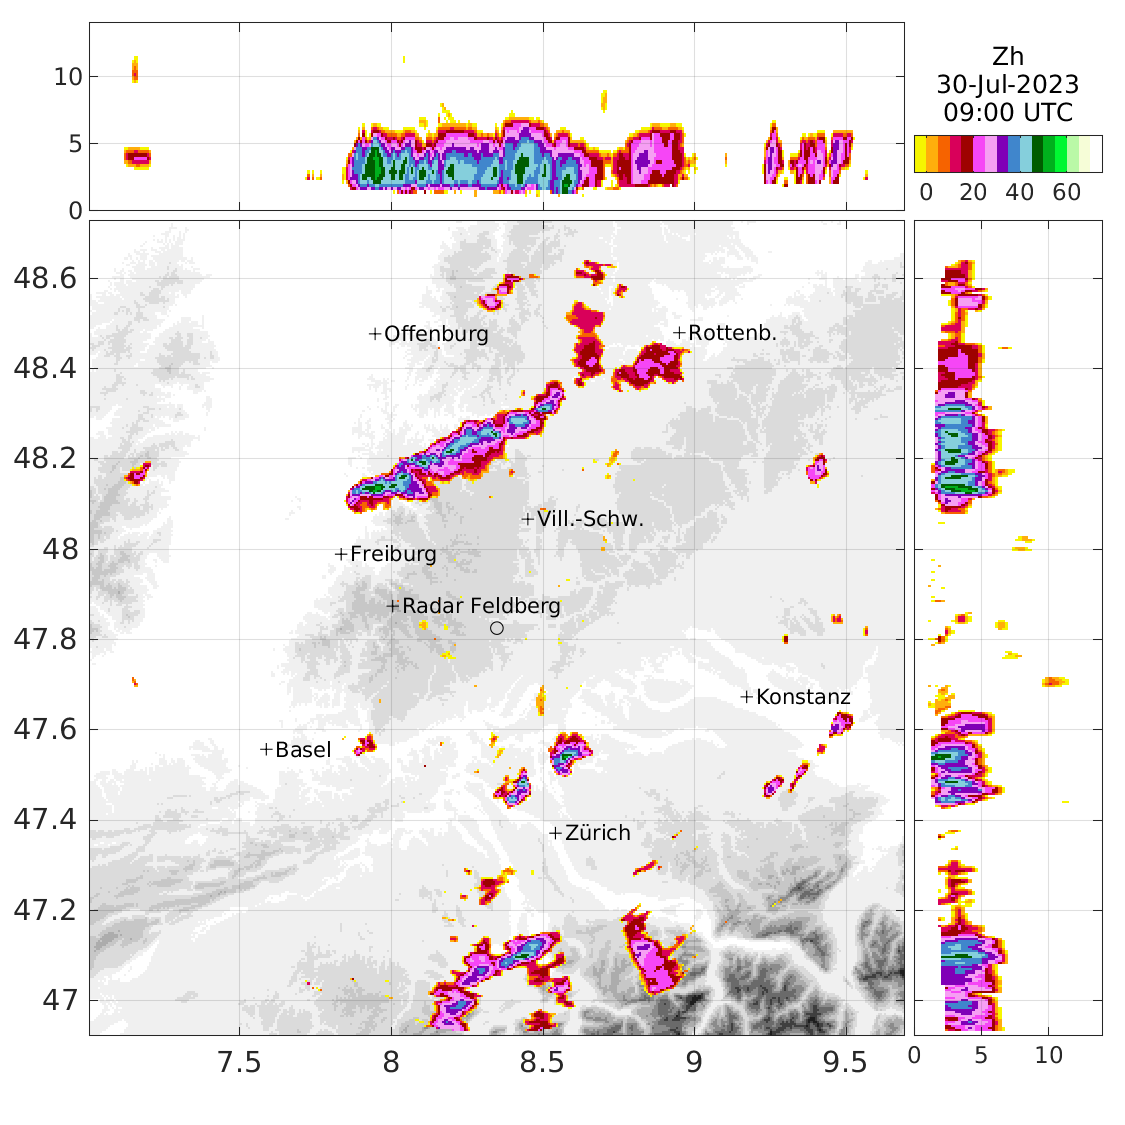 Zh
30-Jul-2023
09:00 UTC
0 20 40 60
10
5
0
48.6
+Offenburg
+Rottenb.
48.4
48.2
+Vill.-Schw.
48
+Freiburg
+Radar Feldberg
47.8
+Konstanz
47.6
+Basel
47.4
+Zürich
47.2
47
7.5 8 8.5 9 9.5
0 5 10